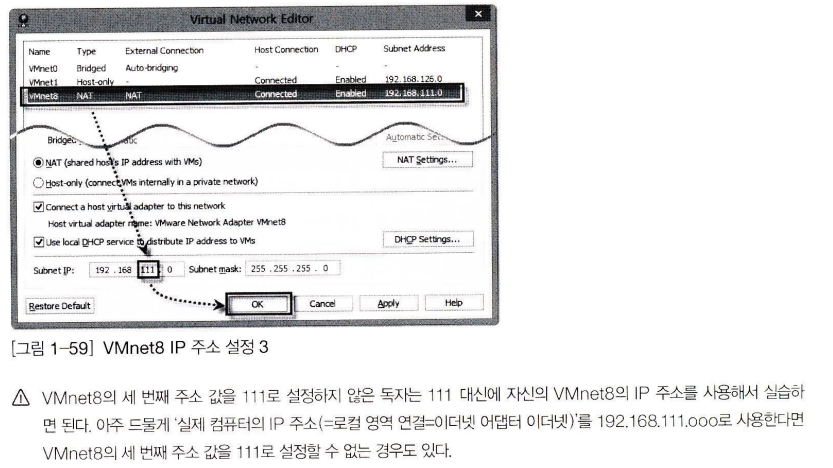 Virtual Network Editor
Name Type External Connection Host Connection DHCP Subnet Address
VMnet0 Bridged Auto-bridging - - -
VMnet1 Host-only - Connected Enabled 192.168.126.0
VMnet8 NAT NAT Connected Enabled 192.168.111.0
Bridged
Automatic
NAT (shared host's IP address with VMs) NAT Settings...
Host-only (connect VMs internally in a private network)
Connect a host virtual adapter to this network
Host virtual adapter name: VMware Network Adapter VMnet8
Use local DHCP service to distribute IP address to VMs DHCP Settings...
Subnet IP: 192 . 168 . 111 . 0 Subnet mask: 255 . 255 . 255 . 0
Restore Default OK Cancel Apply Help
[그림 1-59] VMnet8 IP 주소 설정 3
VMnet8의 세 번째 주소 값을 111로 설정하지 않은 독자는 111 대신에 자신의 VMnet8의 IP 주소를 사용해서 실습하
면 된다. 아주 드물게 '실제 컴퓨터의 IP 주소(=로컬 영역 연결=이더넷 어댑터 이더넷)'를 192.168.111.ooo로 사용한다면
VMnet8의 세 번째 주소 값을 111로 설정할 수 없는 경우도 있다.